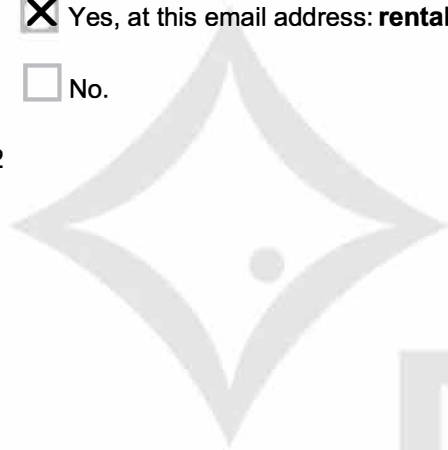 Yes, at this email address: rental
No.
2